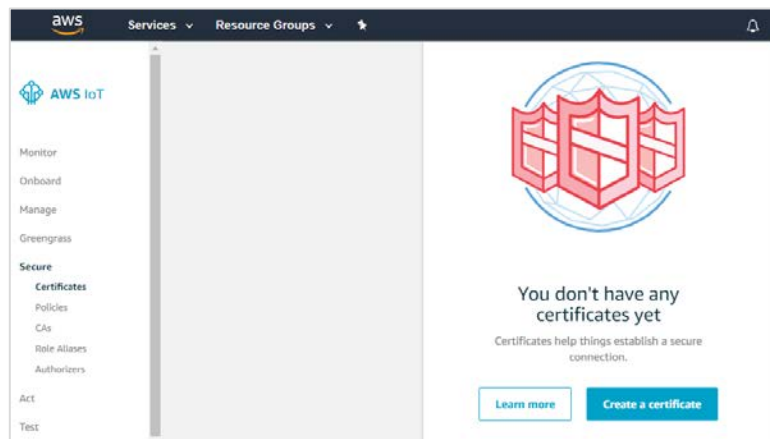 aws
Services
Resource Groups
AWS IoT
Monitor
Onboard
Manage
Greengrass
Secure
Certificates
Policies
CAs
Role Aliases
Authorizers
Act
Test
You don't have any
certificates yet
Certificates help things establish a secure
connection.
Learn more
Create a certificate